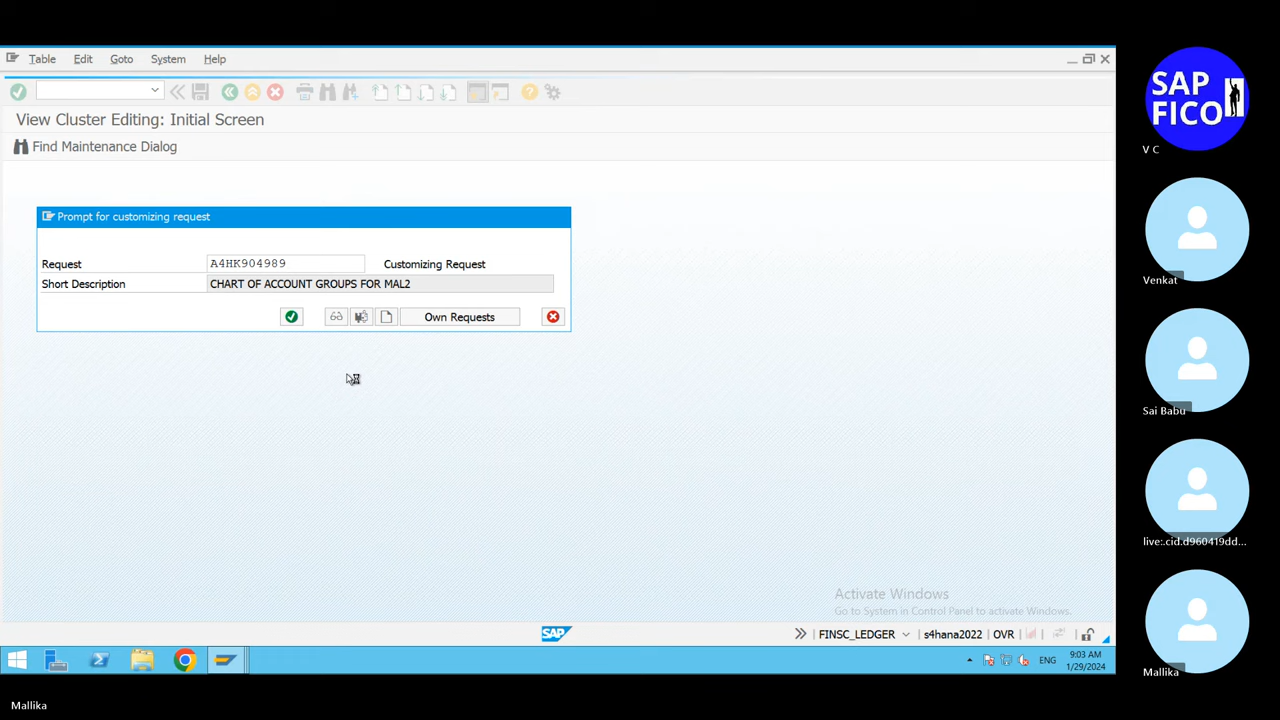 Table Edit Goto System Help
View Cluster Editing: Initial Screen
Find Maintenance Dialog
Prompt for customizing request
Request A4HK904989 Customizing Request
Short Description CHART OF ACCOUNT GROUPS FOR MAL2
Own Requests
Activate Windows
Go to System in Control Panel to activate Windows.
SAP FINSC_LEDGER s4hana2022 OVR
ENG 9:03 AM
1/29/2024
Mallika
SAP
FICO
V C
Venkat
Sai Babu
live:.cid.d960419dd...
Mallika